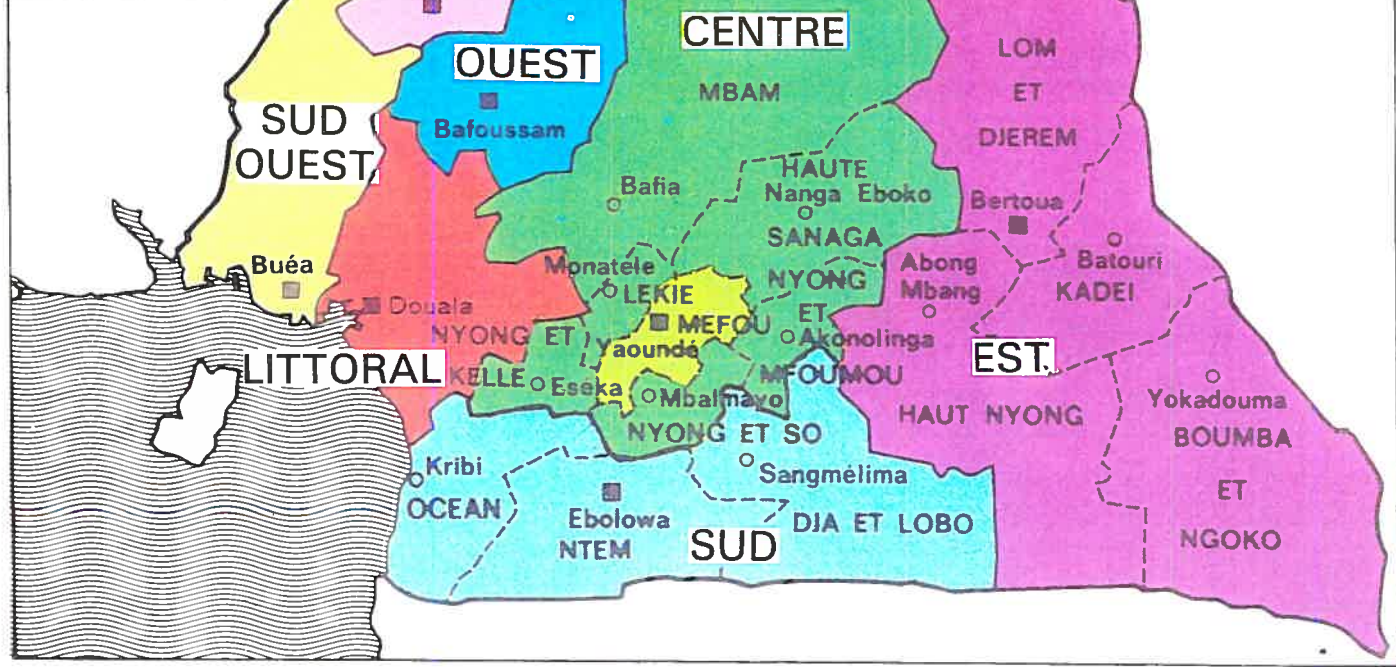 CENTRE
OUEST
LOM
ET
DJEREM
MBAM
SUD
OUEST
Bafoussam
HAUTE
Nanga Eboko
SANAGA
Bafia
Bertoua
Buéa
Monatélé
LEKIE
NYONG
ET
Abong
Mbang
Batouri
KADEI
Douala
MEFOU
Yaoundé
Akonolinga
MFOUMOU
NYONG ET
KELLE
Eséka
LITTORAL
EST.
Mbalmayo
NYONG ET SO
HAUT NYONG
Yokadouma
BOUMBA
ET
NGOKO
Kribi
OCEAN
Sangmélima
Ebolowa
NTEM
SUD
DJA ET LOBO